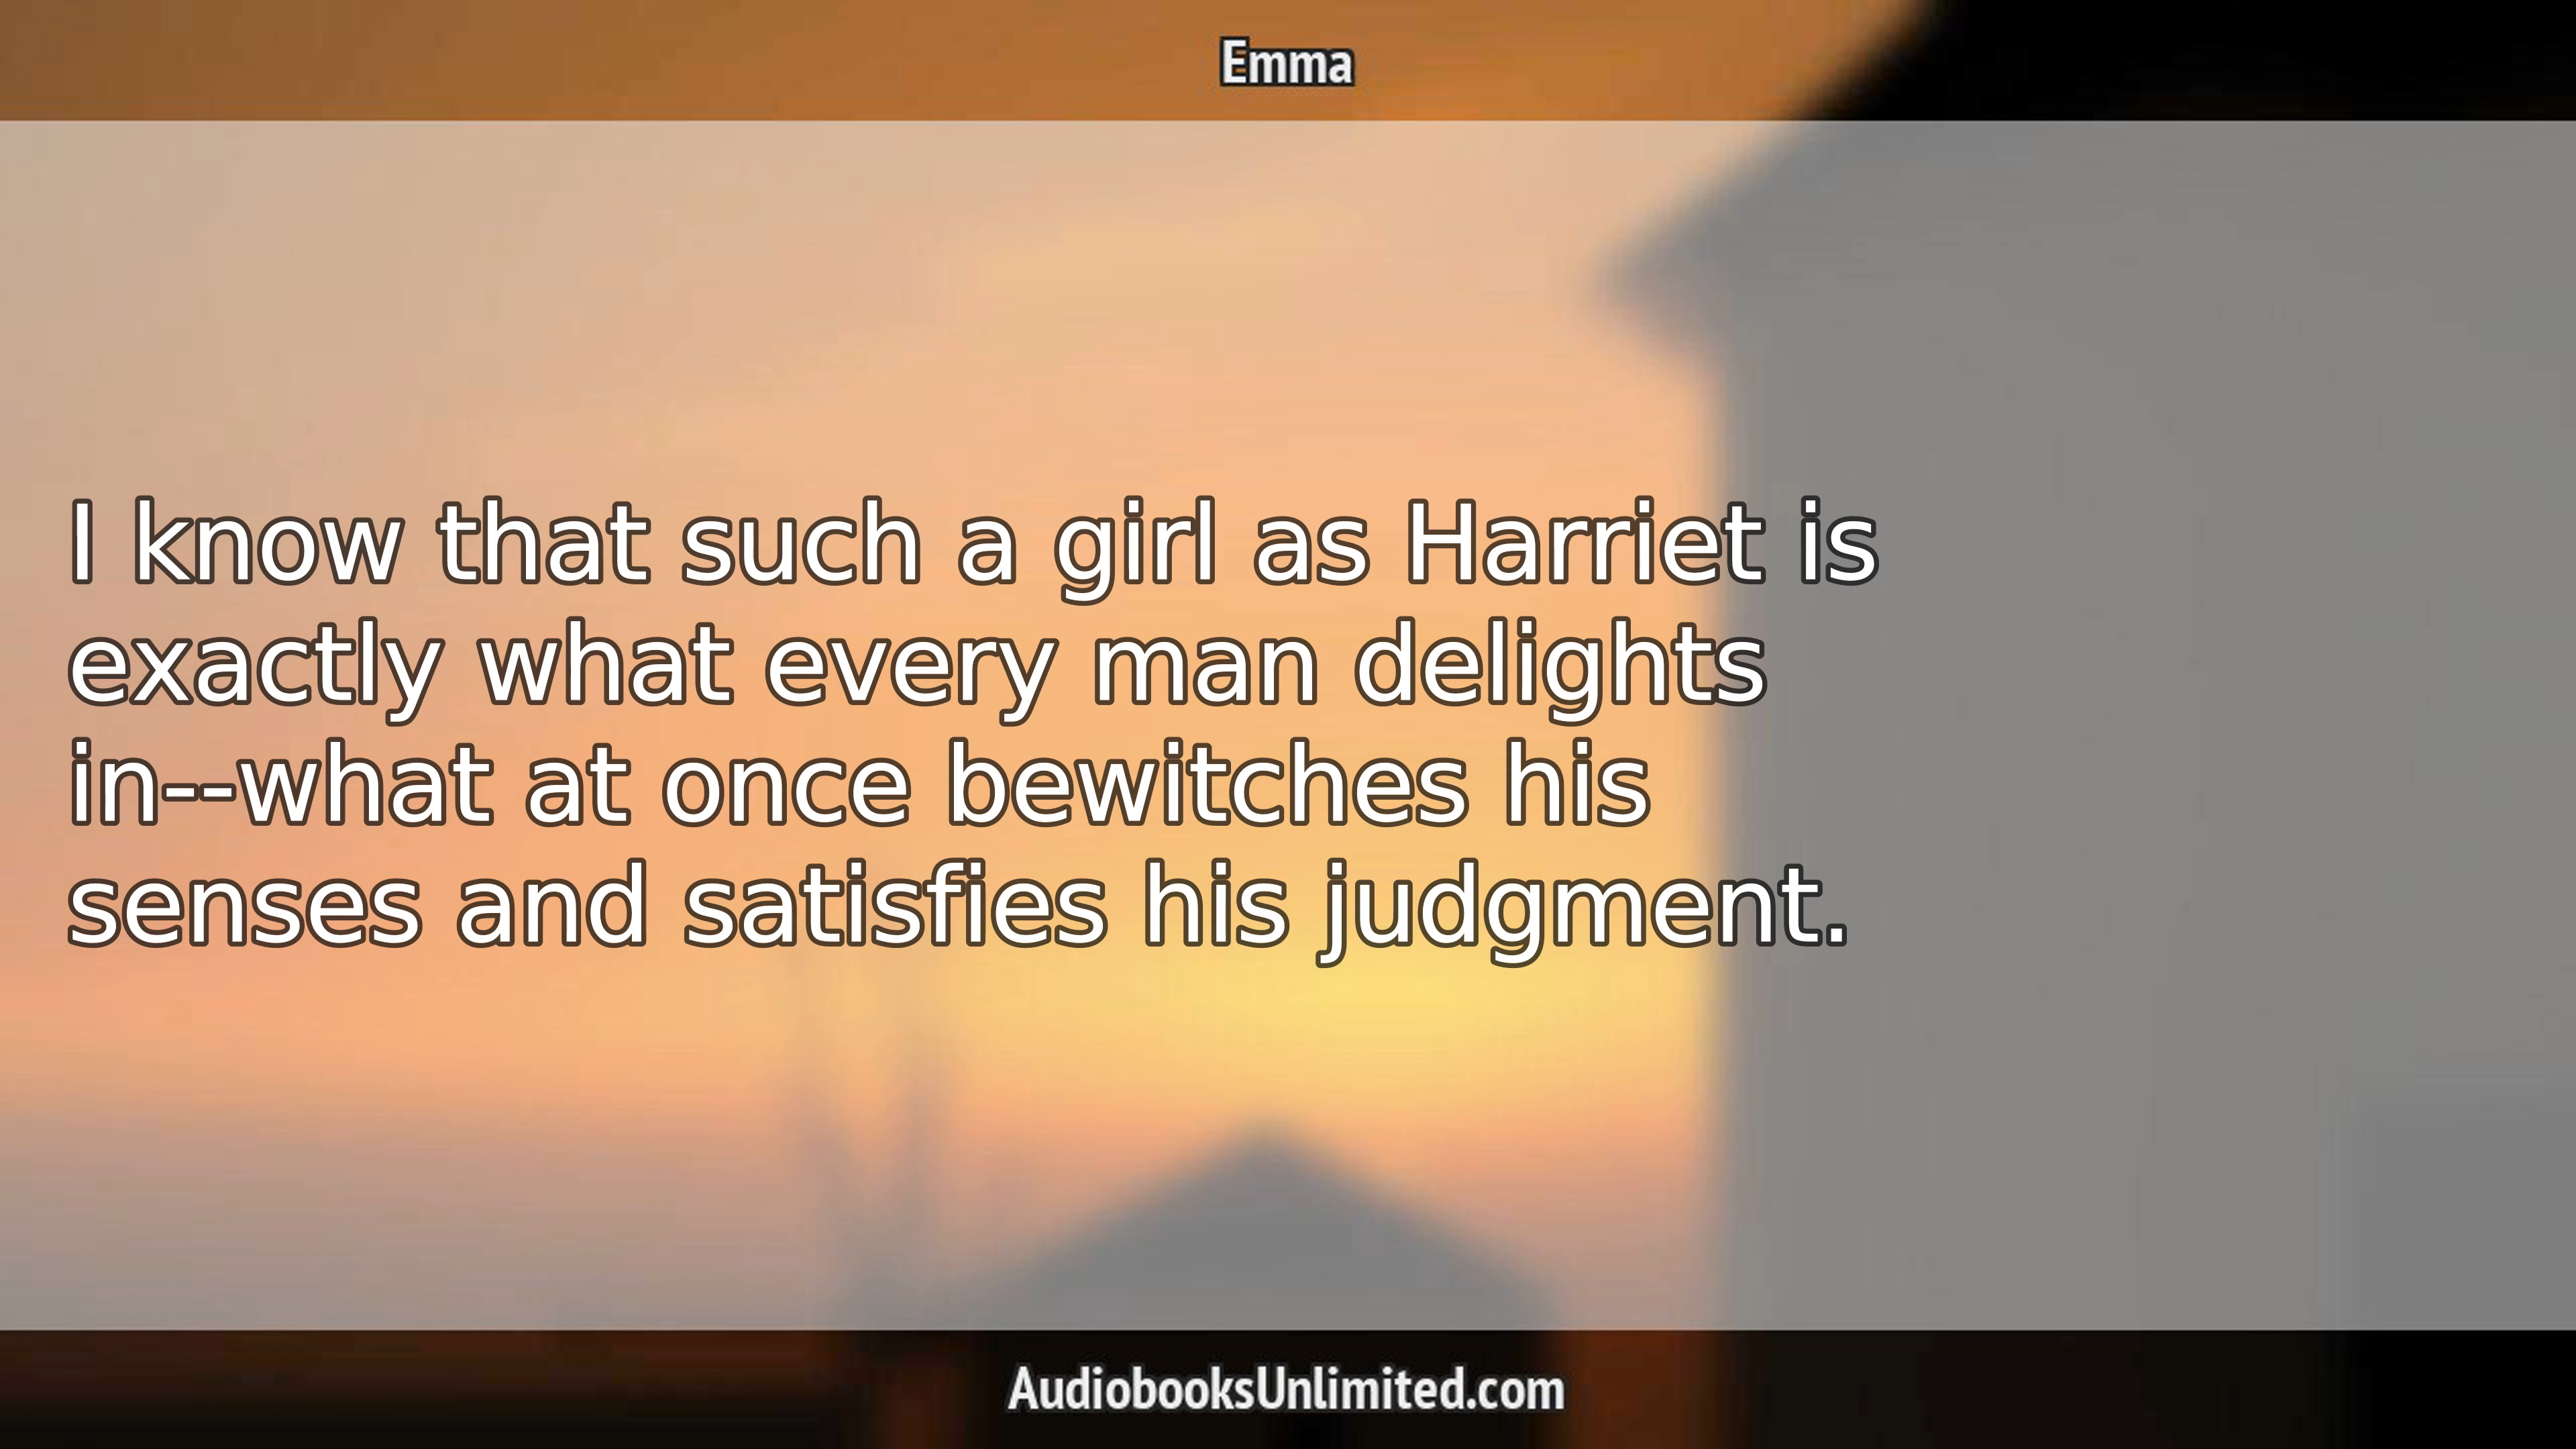 Emma
I know that such a girl as Harriet is
exactly what every man delights
in--what at once bewitches his
senses and satisfies his judgment.
AudiobooksUnlimited.com